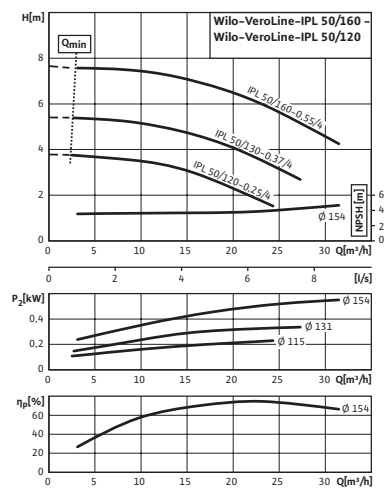 H[m]
Wilo-VeroLine-IPL 50/160 –
Wilo-VeroLine-IPL 50/120
Qmin
8
6
4
2
0
IPL 50/160-0,55/4
IPL 50/130-0,37/4
IPL 50/120-0,25/4
Ø 154
NPSH [m]
6
4
2
0
0 5 10 15 20 25 30 Q[m³/h]
0 2 4 6 8 [l/s]
P₂[kW]
0,4
0,2
0
Ø 154
Ø 131
Ø 115
0 5 10 15 20 25 30 Q[m³/h]
ηp[%]
60
40
20
0
Ø 154
0 5 10 15 20 25 30 Q[m³/h]